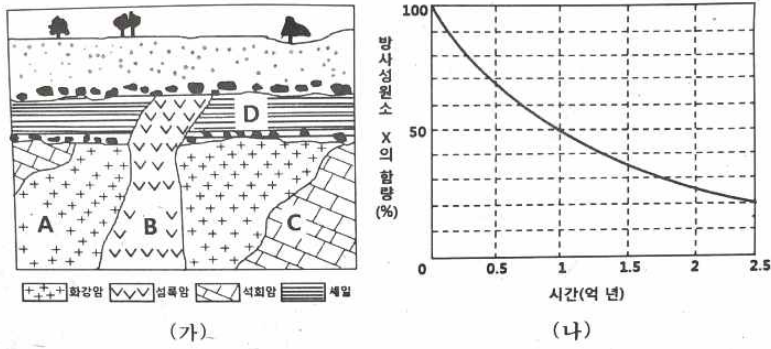 D
A
B
C
화강암
섬록암
석회암
셰일
(가)
100
50
방사성원소 X의 함량 (%)
0
0.5
1
1.5
2
2.5
시간(억 년)
(나)